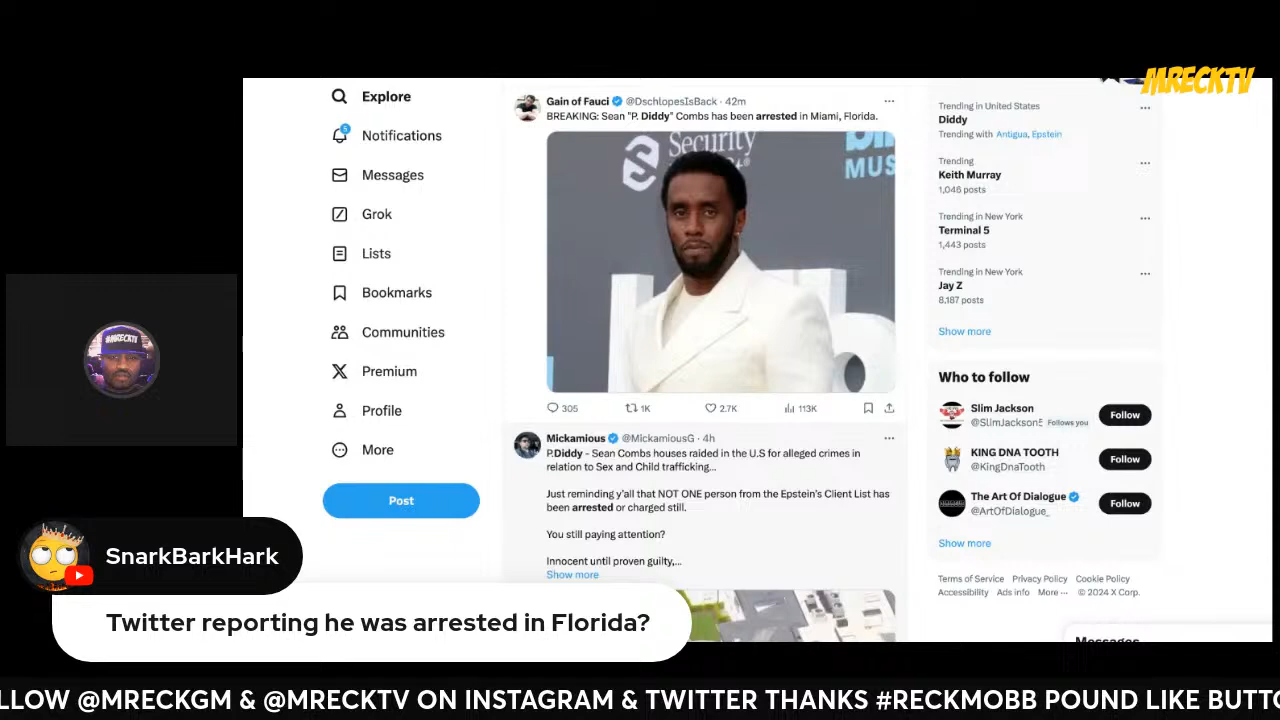 MRECKTV
Explore
5
Notifications
Messages
Grok
Lists
Bookmarks
Communities
Premium
Profile
More
Post
Gain of Fauci @DschlopesIsBack · 42m
BREAKING: Sean "P. Diddy" Combs has been arrested in Miami, Florida.
Security
MUS
305 1K 2.7K 113K
Mickamious @MickamiousG · 4h
P.Diddy - Sean Combs houses raided in the U.S for alleged crimes in
relation to Sex and Child trafficking...
Just reminding y'all that NOT ONE person from the Epstein's Client List has
been arrested or charged still.
You still paying attention?
Innocent until proven guilty,...
Show more
Trending in United States
Diddy
Trending with Antigua, Epstein
Trending
Keith Murray
1,046 posts
Trending in New York
Terminal 5
1,443 posts
Trending in New York
Jay Z
8,187 posts
Show more
Who to follow
Slim Jackson
@SlimJackson5 Follows you
Follow
KING DNA TOOTH
@KingDnaTooth
Follow
The Art Of Dialogue
@ArtOfDialogue_
Follow
Show more
Terms of Service Privacy Policy Cookie Policy
Accessibility Ads info More ··· © 2024 X Corp.
Messages
#MRECKTV
SnarkBarkHark
Twitter reporting he was arrested in Florida?
LLOW @MRECKGM & @MRECKTV ON INSTAGRAM & TWITTER THANKS #RECKMOBB POUND LIKE BUTTO